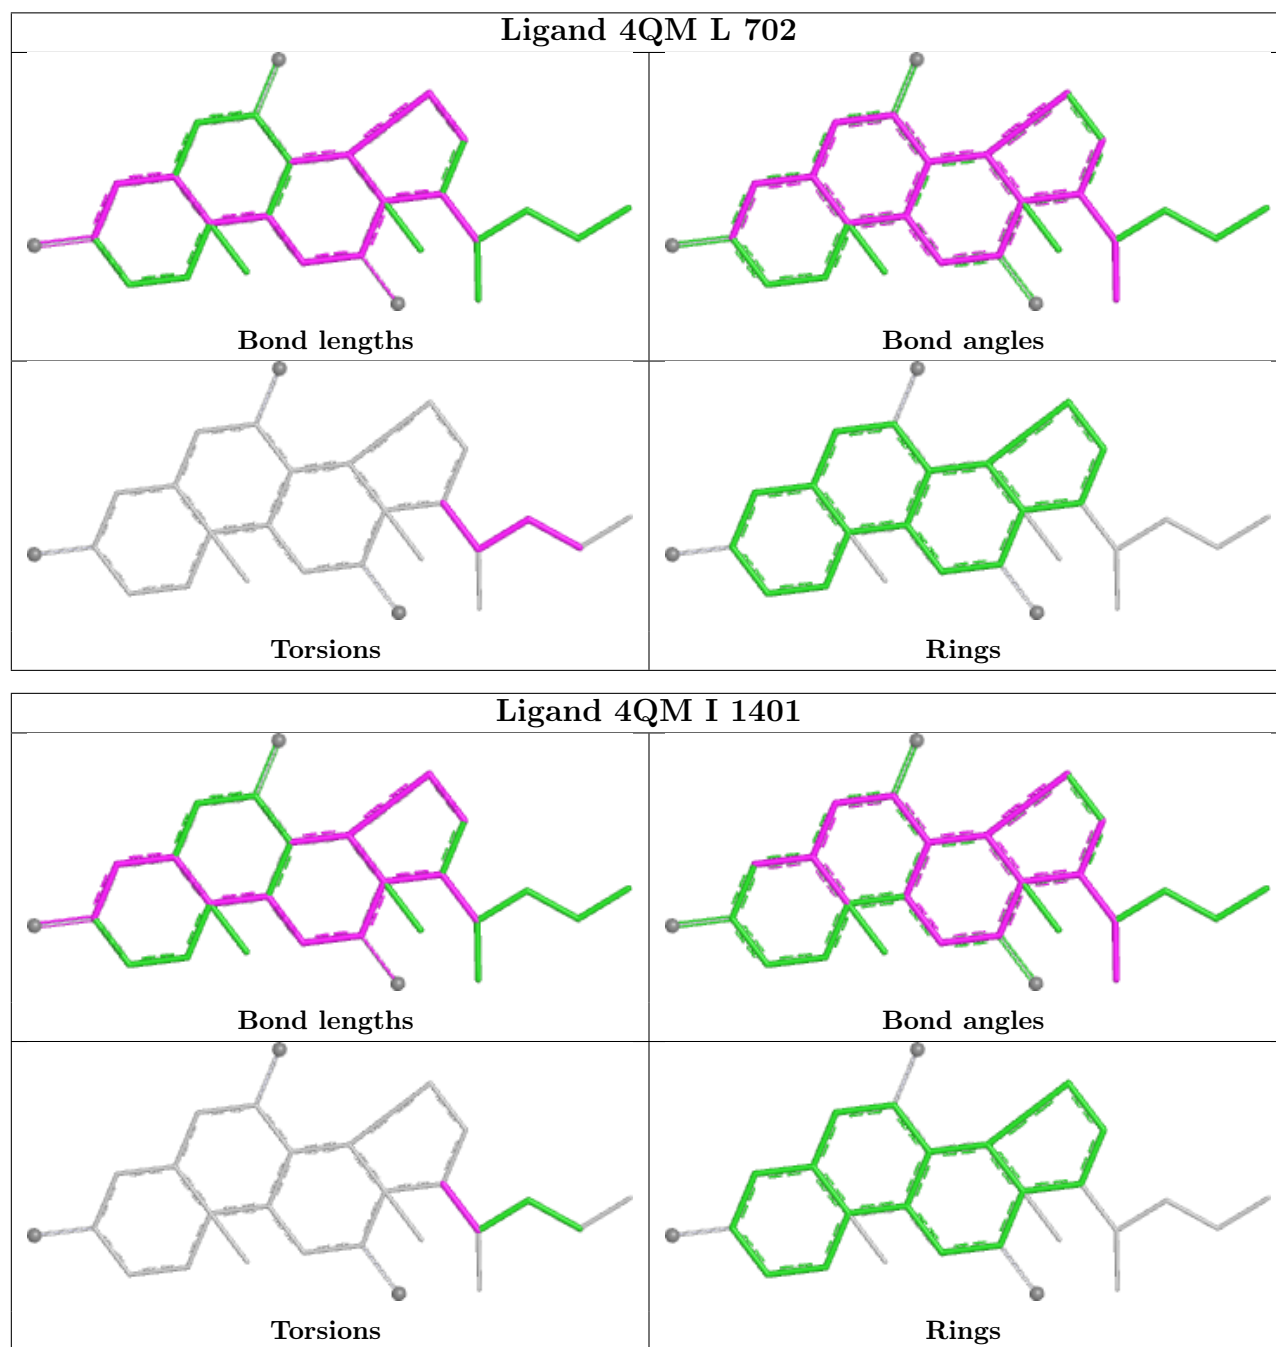 Ligand 4QM L 702
Bond lengths
Bond angles
Torsions
Rings
Ligand 4QM I 1401
Bond lengths
Bond angles
Torsions
Rings